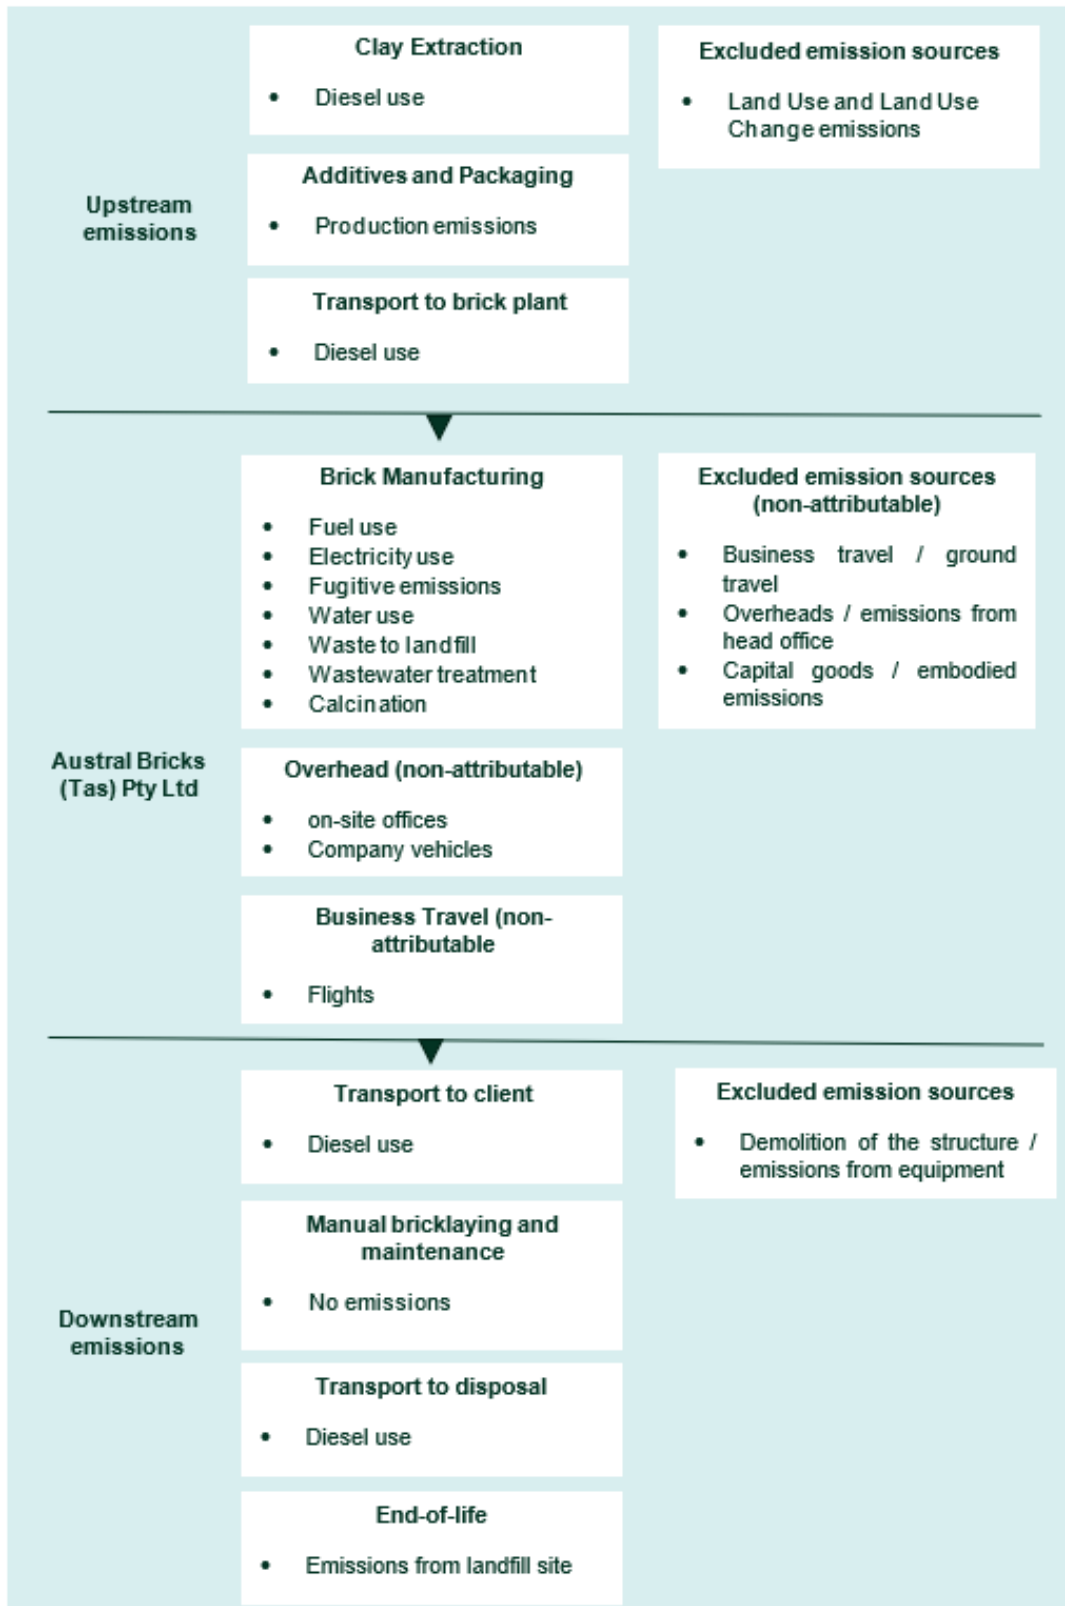 Clay Extraction
• Diesel use
Excluded emission sources
• Land Use and Land Use
Change emissions
Upstream
emissions
Additives and Packaging
• Production emissions
Transport to brick plant
• Diesel use
Brick Manufacturing
• Fuel use
• Electricity use
• Fugitive emissions
• Water use
• Waste to landfill
• Wastewater treatment
• Calcination
Excluded emission sources
(non-attributable)
• Business travel / ground
travel
• Overheads / emissions from
head office
• Capital goods / embodied
emissions
Austral Bricks
(Tas) Pty Ltd
Overhead (non-attributable)
• on-site offices
• Company vehicles
Business Travel (non-
attributable
• Flights
Transport to client
• Diesel use
Excluded emission sources
• Demolition of the structure /
emissions from equipment
Manual bricklaying and
maintenance
• No emissions
Downstream
emissions
Transport to disposal
• Diesel use
End-of-life
• Emissions from landfill site